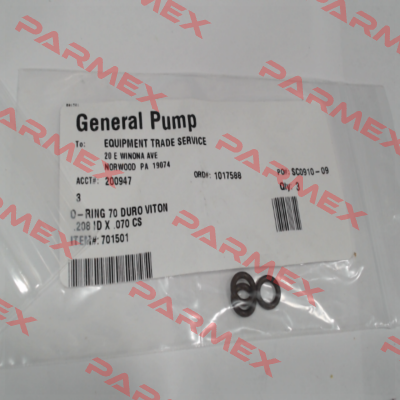 General Pump
To: EQUIPMENT TRADE SERVICE
20 E WINONA AVE
NORWOOD PA 19074
ACCT#: 200947 ORD#: 1017588 PO#: SC0910-09
3 Qty: 3
O-RING 70 DURO VITON
.208 ID X .070 CS
ITEM#: 701501
PARMEX
PARMEX
PARMEX
PARMEX
PARMEX
PARMEX